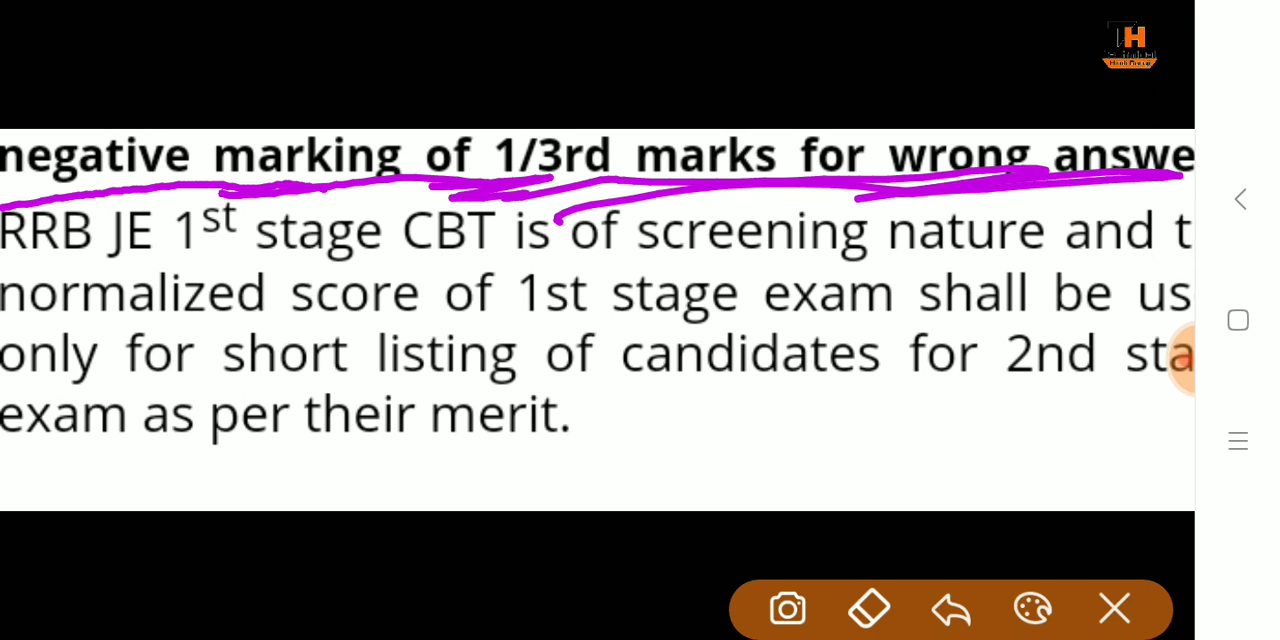 TH
negative marking of 1/3rd marks for wrong answe
RRB JE 1st stage CBT is of screening nature and t
normalized score of 1st stage exam shall be us
only for short listing of candidates for 2nd sta
exam as per their merit.